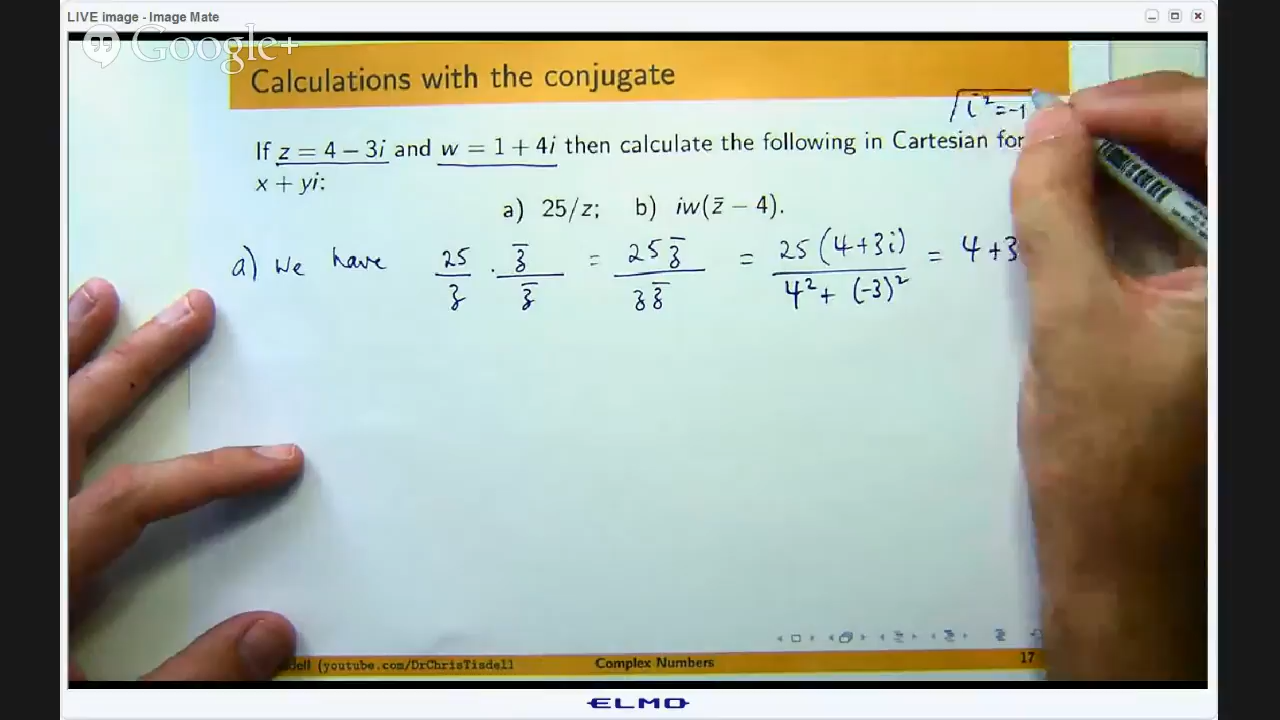 LIVE image - Image Mate
Google+
Calculations with the conjugate
i² = -1
If z = 4 − 3i and w = 1 + 4i then calculate the following in Cartesian for
x + yi:
a) 25/z; b) iw(z̄ − 4).
a) We have 25/z · z̄/z̄ = 25z̄/zz̄ = 25(4+3i)/4² + (-3)² = 4+3
dell (youtube.com/DrChrisTisdell Complex Numbers 17
ELMO